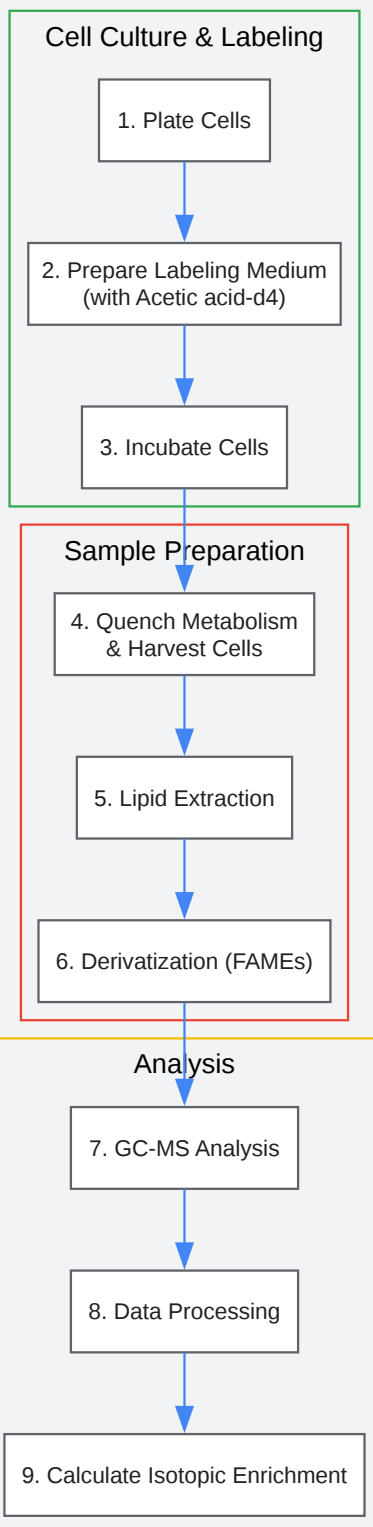 Cell Culture & Labeling
1. Plate Cells
2. Prepare Labeling Medium
(with Acetic acid-d4)
3. Incubate Cells
Sample Preparation
4. Quench Metabolism
& Harvest Cells
5. Lipid Extraction
6. Derivatization (FAMEs)
Analysis
7. GC-MS Analysis
8. Data Processing
9. Calculate Isotopic Enrichment